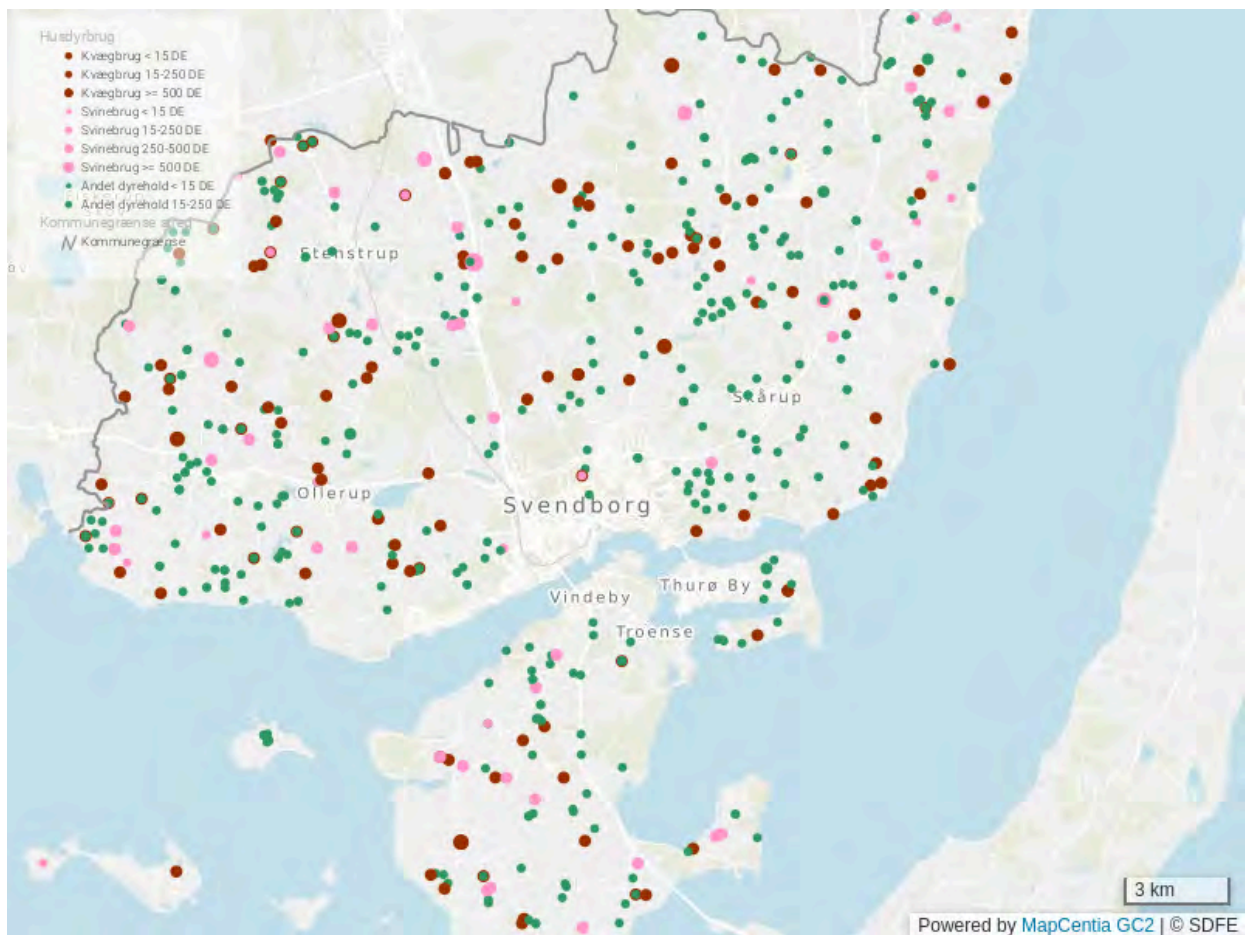 Husdyrbrug
Kvægbrug < 15 DE
Kvægbrug 15-250 DE
Kvægbrug >= 500 DE
Svinebrug < 15 DE
Svinebrug 15-250 DE
Svinebrug 250-500 DE
Svinebrug >= 500 DE
Andet dyrehold < 15 DE
Andet dyrehold 15-250 DE
Kommunegrænse
Stenstrup
Skårup
Ollerup
Svendborg
Thurø By
Vindeby
Troense
3 km
Powered by MapCentia GC2 | © SDFE